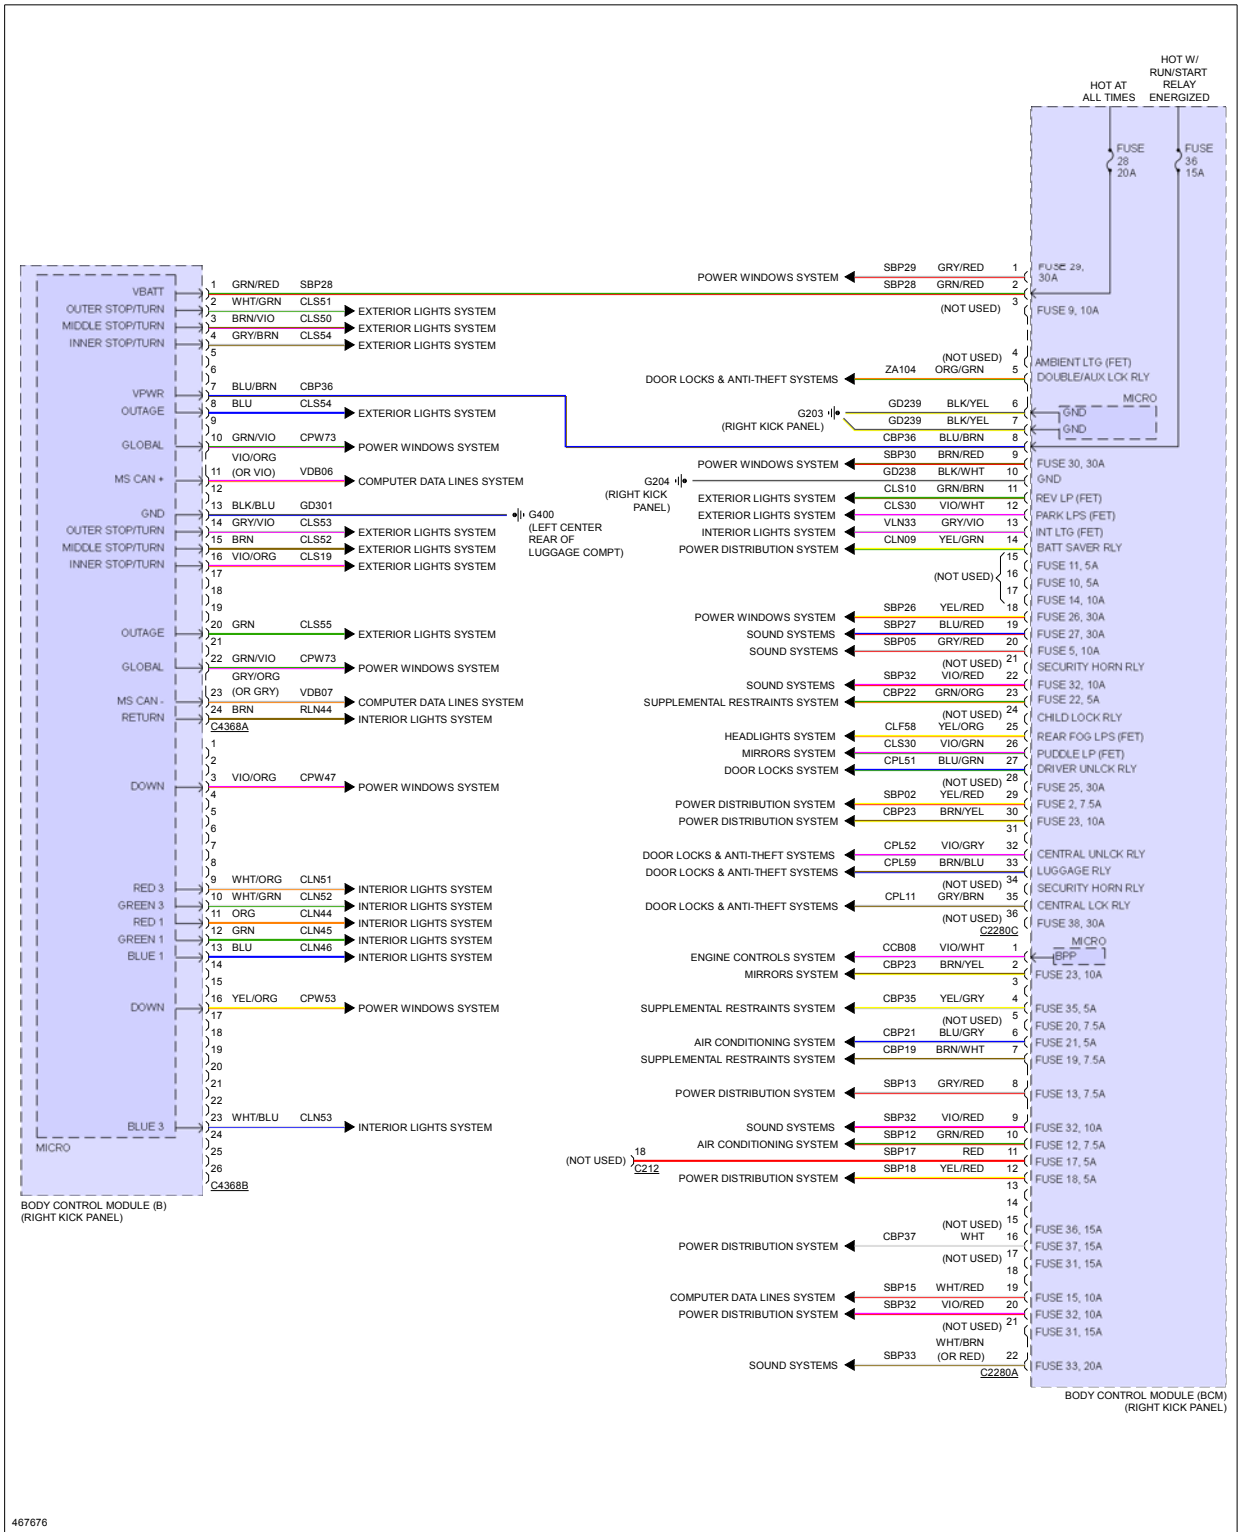 HOT AT
ALL TIMES
HOT W/
RUN/START
RELAY
ENERGIZED
FUSE
28
20A
FUSE
36
15A
VBATT 1 GRN/RED SBP28
OUTER STOP/TURN 2 WHT/GRN CLS51 EXTERIOR LIGHTS SYSTEM
MIDDLE STOP/TURN 3 BRN/VIO CLS50 EXTERIOR LIGHTS SYSTEM
INNER STOP/TURN 4 GRY/BRN CLS54 EXTERIOR LIGHTS SYSTEM
5
6
VPWR 7 BLU/BRN CBP36
OUTAGE 8 BLU CLS54 EXTERIOR LIGHTS SYSTEM
9
GLOBAL 10 GRN/VIO CPW73 POWER WINDOWS SYSTEM
VIO/ORG
MS CAN + 11 (OR VIO) VDB06 COMPUTER DATA LINES SYSTEM
12
GND 13 BLK/BLU GD301 G400
(LEFT CENTER
REAR OF
LUGGAGE COMPT)
OUTER STOP/TURN 14 GRY/VIO CLS53 EXTERIOR LIGHTS SYSTEM
MIDDLE STOP/TURN 15 BRN CLS52 EXTERIOR LIGHTS SYSTEM
INNER STOP/TURN 16 VIO/ORG CLS19 EXTERIOR LIGHTS SYSTEM
17
18
19
OUTAGE 20 GRN CLS55 EXTERIOR LIGHTS SYSTEM
21
GLOBAL 22 GRN/VIO CPW73 POWER WINDOWS SYSTEM
GRY/ORG
MS CAN - 23 (OR GRY) VDB07 COMPUTER DATA LINES SYSTEM
RETURN 24 BRN RLN44 INTERIOR LIGHTS SYSTEM
C4368A
1
2
DOWN 3 VIO/ORG CPW47 POWER WINDOWS SYSTEM
4
5
6
7
8
RED 3 9 WHT/ORG CLN51 INTERIOR LIGHTS SYSTEM
GREEN 3 10 WHT/GRN CLN52 INTERIOR LIGHTS SYSTEM
RED 1 11 ORG CLN44 INTERIOR LIGHTS SYSTEM
GREEN 1 12 GRN CLN45 INTERIOR LIGHTS SYSTEM
BLUE 1 13 BLU CLN46 INTERIOR LIGHTS SYSTEM
14
15
DOWN 16 YEL/ORG CPW53 POWER WINDOWS SYSTEM
17
18
19
20
21
22
BLUE 3 23 WHT/BLU CLN53 INTERIOR LIGHTS SYSTEM
24
25
26
C4368B
MICRO
BODY CONTROL MODULE (B)
(RIGHT KICK PANEL)
POWER WINDOWS SYSTEM SBP29 GRY/RED 1 FUSE 29,
30A
SBP28 GRN/RED 2
(NOT USED) 3 FUSE 9, 10A
(NOT USED) 4 AMBIENT LTG (FET)
DOOR LOCKS & ANTI-THEFT SYSTEMS ZA104 ORG/GRN 5 DOUBLE/AUX LCK RLY
MICRO
G203 GD239 BLK/YEL 6 GND
(RIGHT KICK PANEL) GD239 BLK/YEL 7 GND
CBP36 BLU/BRN 8
POWER WINDOWS SYSTEM SBP30 BRN/RED 9 FUSE 30, 30A
G204 GD238 BLK/WHT 10 GND
(RIGHT KICK
PANEL)
EXTERIOR LIGHTS SYSTEM CLS10 GRN/BRN 11 REV LP (FET)
EXTERIOR LIGHTS SYSTEM CLS30 VIO/WHT 12 PARK LPS (FET)
INTERIOR LIGHTS SYSTEM VLN33 GRY/VIO 13 INT LTG (FET)
POWER DISTRIBUTION SYSTEM CLN09 YEL/GRN 14 BATT SAVER RLY
15 FUSE 11, 5A
(NOT USED) 16 FUSE 10, 5A
17 FUSE 14, 10A
POWER WINDOWS SYSTEM SBP26 YEL/RED 18 FUSE 26, 30A
SOUND SYSTEMS SBP27 BLU/RED 19 FUSE 27, 30A
SOUND SYSTEMS SBP05 GRY/RED 20 FUSE 5, 10A
(NOT USED) 21 SECURITY HORN RLY
SOUND SYSTEMS SBP32 VIO/RED 22 FUSE 32, 10A
SUPPLEMENTAL RESTRAINTS SYSTEM CBP22 GRN/ORG 23 FUSE 22, 5A
(NOT USED) 24 CHILD LOCK RLY
HEADLIGHTS SYSTEM CLF58 YEL/ORG 25 REAR FOG LPS (FET)
MIRRORS SYSTEM CLS30 VIO/GRN 26 PUDDLE LP (FET)
DOOR LOCKS SYSTEM CPL51 BLU/GRN 27 DRIVER UNLCK RLY
(NOT USED) 28 FUSE 25, 30A
POWER DISTRIBUTION SYSTEM SBP02 YEL/RED 29 FUSE 2, 7.5A
POWER DISTRIBUTION SYSTEM CBP23 BRN/YEL 30 FUSE 23, 10A
31
DOOR LOCKS & ANTI-THEFT SYSTEMS CPL52 VIO/GRY 32 CENTRAL UNLCK RLY
DOOR LOCKS & ANTI-THEFT SYSTEMS CPL59 BRN/BLU 33 LUGGAGE RLY
(NOT USED) 34 SECURITY HORN RLY
DOOR LOCKS & ANTI-THEFT SYSTEMS CPL11 GRY/BRN 35 CENTRAL LCK RLY
(NOT USED) 36 FUSE 38, 30A
C2280C
MICRO
ENGINE CONTROLS SYSTEM CCB08 VIO/WHT 1 BPP
MIRRORS SYSTEM CBP23 BRN/YEL 2 FUSE 23, 10A
3
SUPPLEMENTAL RESTRAINTS SYSTEM CBP35 YEL/GRY 4 FUSE 35, 5A
(NOT USED) 5 FUSE 20, 7.5A
AIR CONDITIONING SYSTEM CBP21 BLU/GRY 6 FUSE 21, 5A
SUPPLEMENTAL RESTRAINTS SYSTEM CBP19 BRN/WHT 7 FUSE 19, 7.5A
POWER DISTRIBUTION SYSTEM SBP13 GRY/RED 8 FUSE 13, 7.5A
SOUND SYSTEMS SBP32 VIO/RED 9 FUSE 32, 10A
AIR CONDITIONING SYSTEM SBP12 GRN/RED 10 FUSE 12, 7.5A
(NOT USED) 18 SBP17 RED 11 FUSE 17, 5A
C212
POWER DISTRIBUTION SYSTEM SBP18 YEL/RED 12 FUSE 18, 5A
13
14
(NOT USED) 15 FUSE 36, 15A
POWER DISTRIBUTION SYSTEM CBP37 WHT 16 FUSE 37, 15A
(NOT USED) 17 FUSE 31, 15A
18
COMPUTER DATA LINES SYSTEM SBP15 WHT/RED 19 FUSE 15, 10A
POWER DISTRIBUTION SYSTEM SBP32 VIO/RED 20 FUSE 32, 10A
(NOT USED) 21 FUSE 31, 15A
WHT/BRN
SOUND SYSTEMS SBP33 (OR RED) 22 FUSE 33, 20A
C2280A
BODY CONTROL MODULE (BCM)
(RIGHT KICK PANEL)
467676